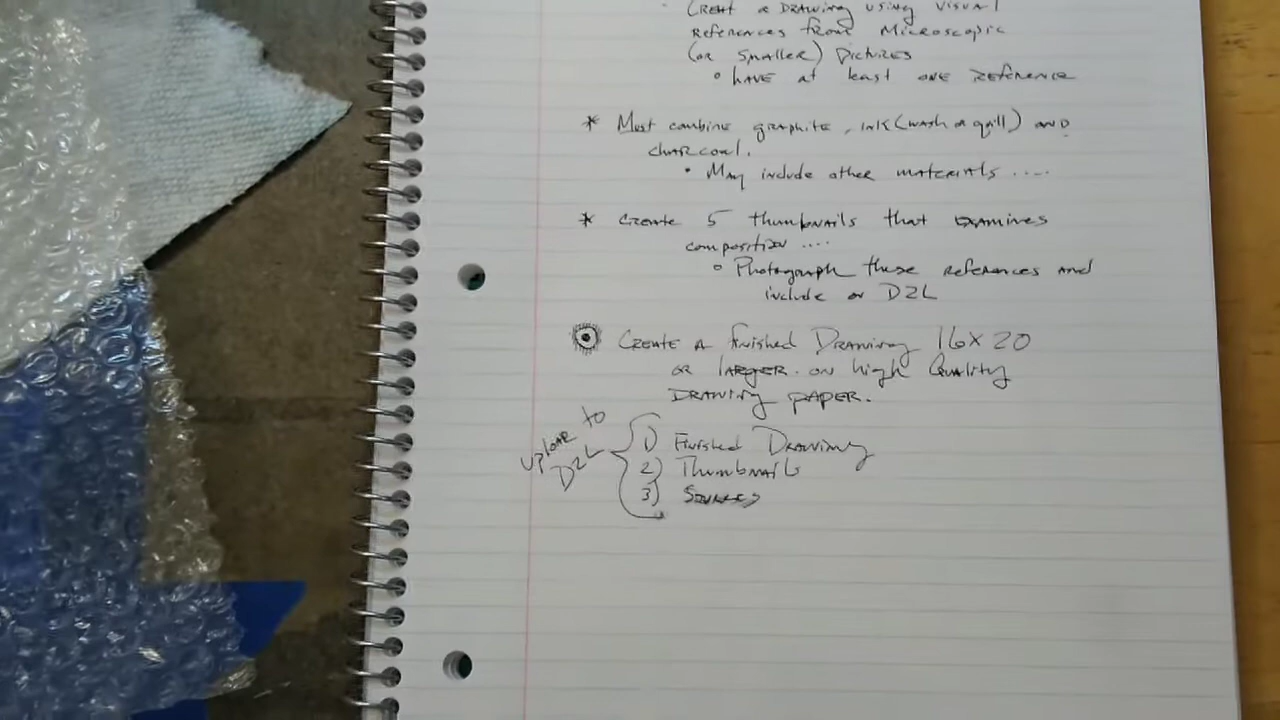 CREAT A DRAWING USING VISUAL
References from Microscopic
(or Smaller) Pictures
HAVE at least ONE REFERENCE
* Must combine graphite, INK (wash or quill) AND
charcoal.
• May include other materials ....
* Create 5 thumbnails that examines
composition ....
Photograph these references and
include on D2L
CREATE A finished Drawing 16 x 20
or larger on high Quality
DRAWING PAPER.
Upload to
D2L
1) Finished Drawing
2) Thumbnails
3) Sources